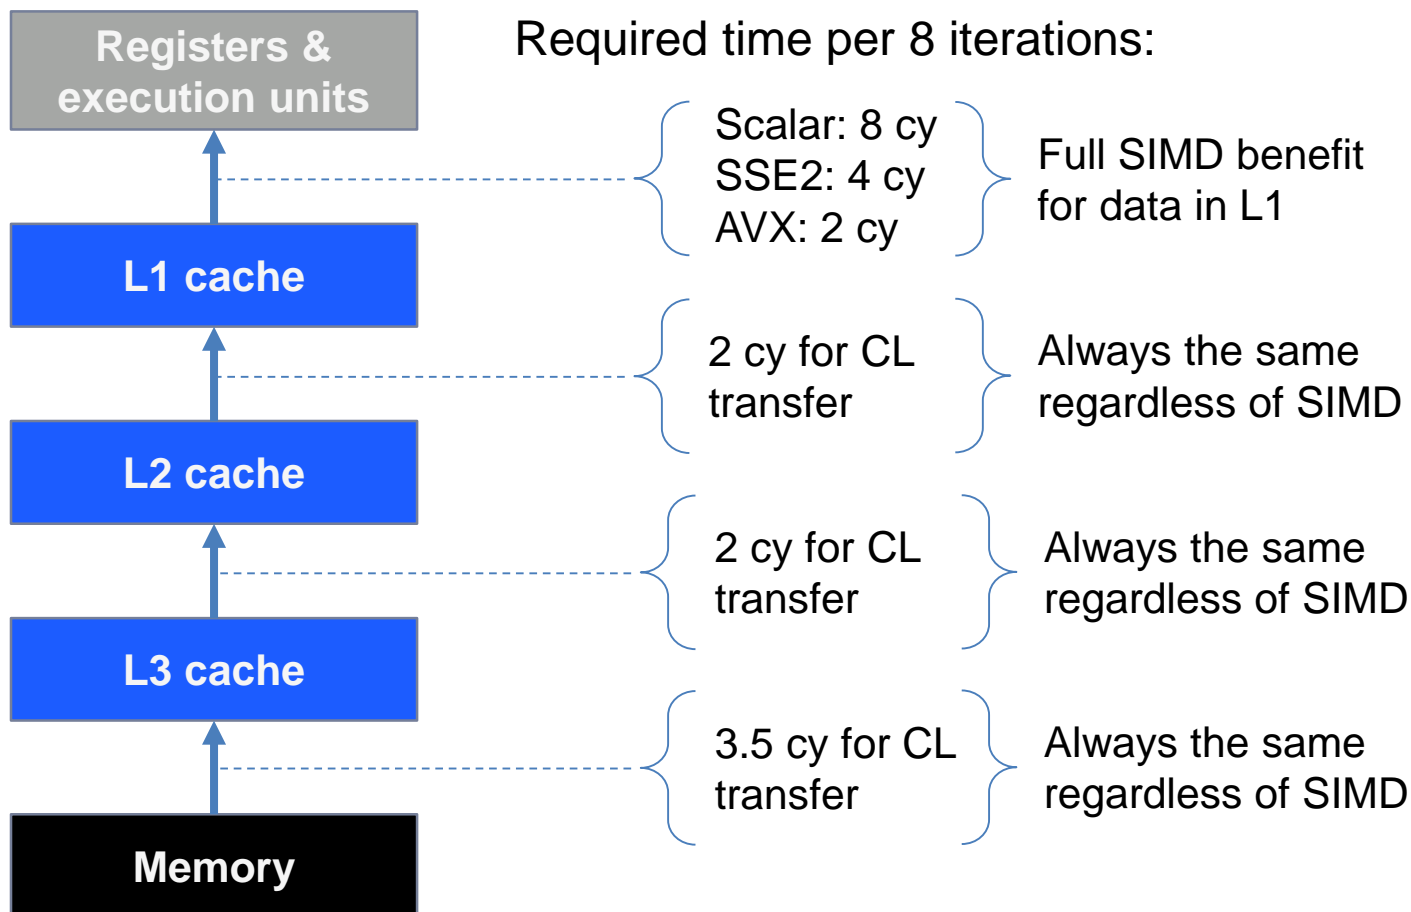 Required time per 8 iterations:
Registers &
execution units
Scalar: 8 cy
SSE2: 4 cy
AVX: 2 cy
Full SIMD benefit
for data in L1
L1 cache
2 cy for CL
transfer
Always the same
regardless of SIMD
L2 cache
2 cy for CL
transfer
Always the same
regardless of SIMD
L3 cache
3.5 cy for CL
transfer
Always the same
regardless of SIMD
Memory